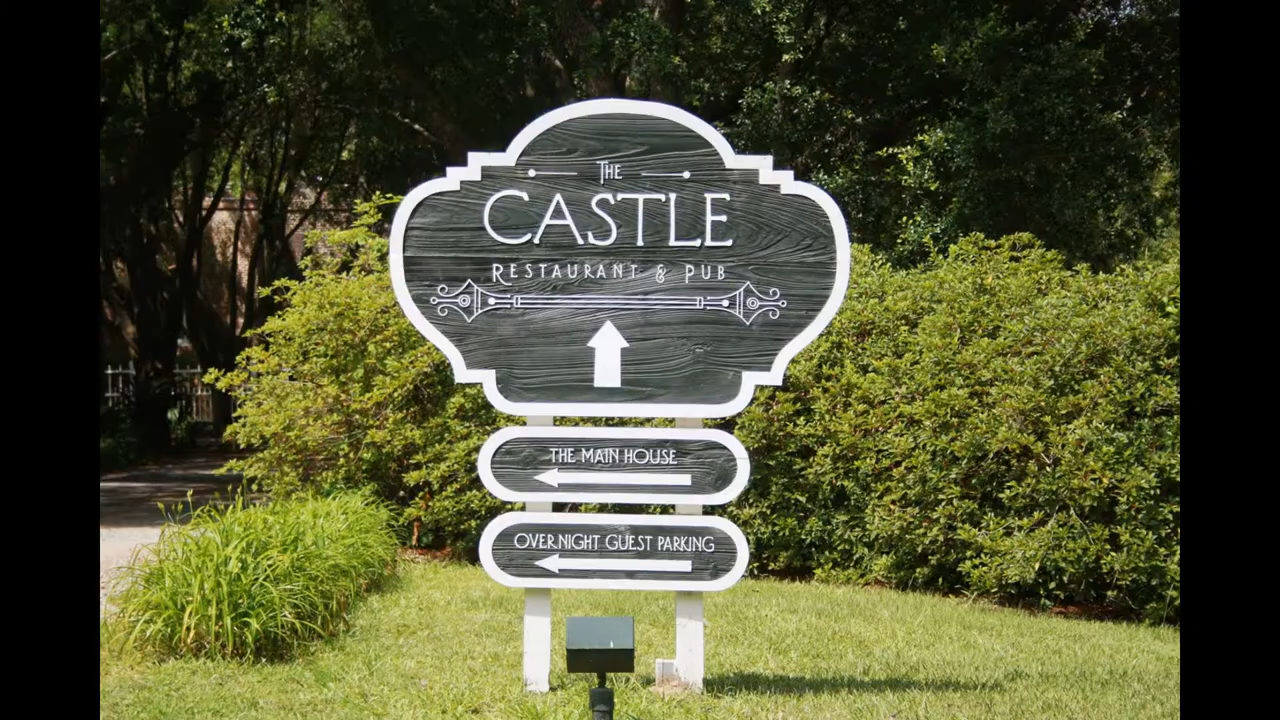 THE
CASTLE
RESTAURANT & PUB
THE MAIN HOUSE
OVERNIGHT GUEST PARKING